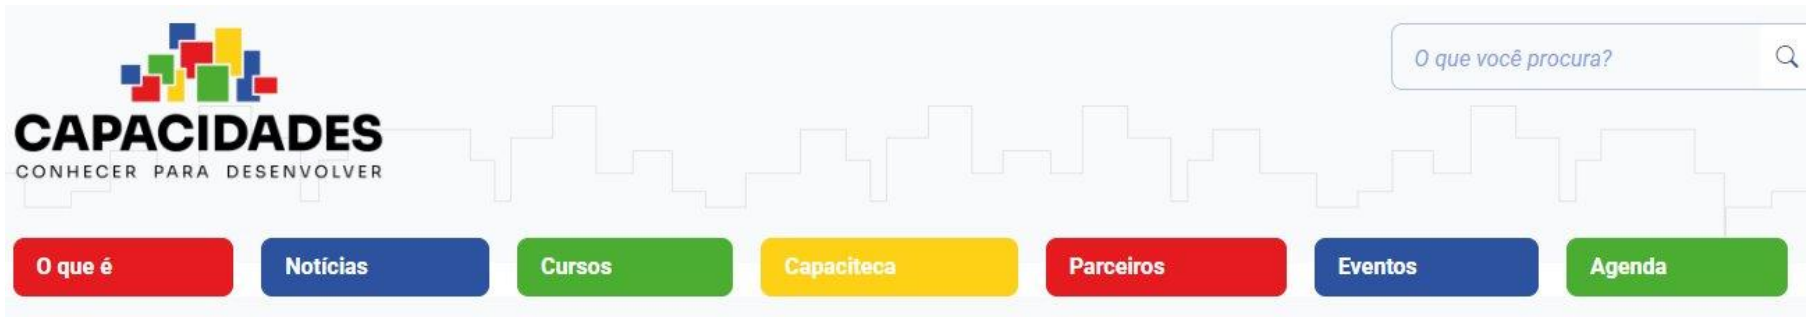 O que você procura?
CAPACIDADES
CONHECER PARA DESENVOLVER
O que é
Notícias
Cursos
Capaciteca
Parceiros
Eventos
Agenda